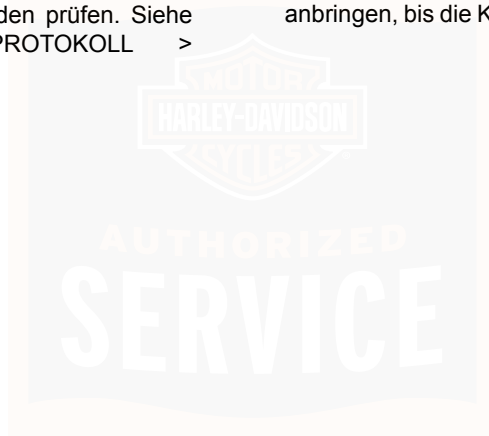 den prüfen. Siehe
PROTOKOLL >
anbringen, bis die K
MOTOR
HARLEY-DAVIDSON
CYCLES
AUTHORIZED
SERVICE